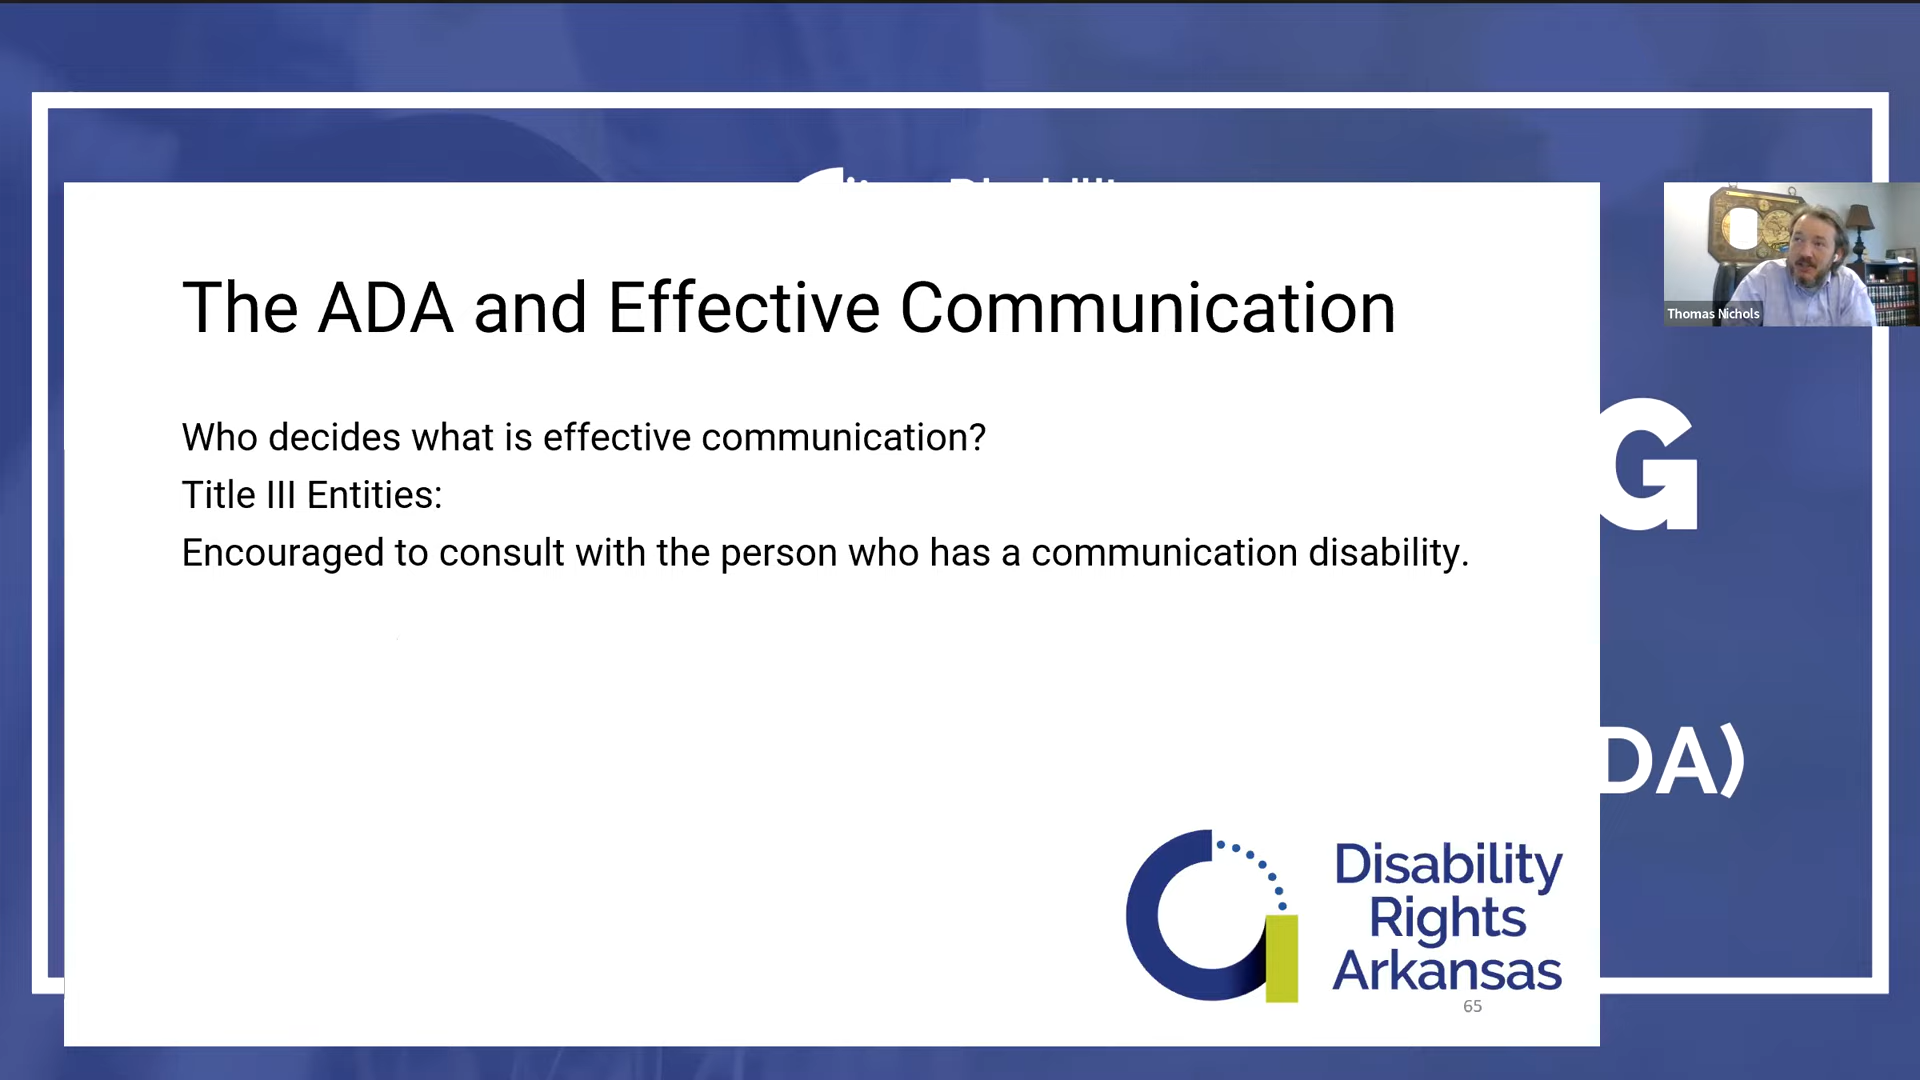 The ADA and Effective Communication
Thomas Nichols
Who decides what is effective communication?
Title III Entities:
Encouraged to consult with the person who has a communication disability.
G
DA)
Disability
Rights
Arkansas
65